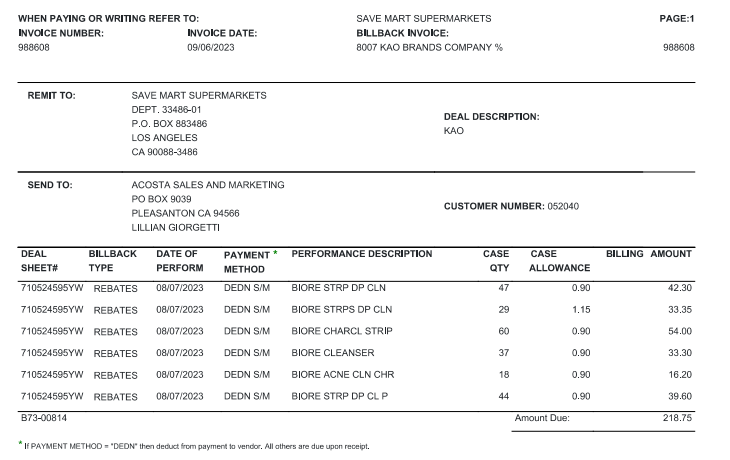 WHEN PAYING OR WRITING REFER TO: SAVE MART SUPERMARKETS PAGE:1
INVOICE NUMBER: INVOICE DATE: BILLBACK INVOICE:
988608 09/06/2023 8007 KAO BRANDS COMPANY % 988608
REMIT TO: SAVE MART SUPERMARKETS
DEPT. 33486-01
P.O. BOX 883486
LOS ANGELES
CA 90088-3486
DEAL DESCRIPTION:
KAO
SEND TO: ACOSTA SALES AND MARKETING
PO BOX 9039
PLEASANTON CA 94566
LILLIAN GIORGETTI
CUSTOMER NUMBER: 052040
DEAL BILLBACK DATE OF PAYMENT * PERFORMANCE DESCRIPTION CASE CASE BILLING AMOUNT
SHEET# TYPE PERFORM METHOD QTY ALLOWANCE
710524595YW REBATES 08/07/2023 DEDN S/M BIORE STRP DP CLN 47 0.90 42.30
710524595YW REBATES 08/07/2023 DEDN S/M BIORE STRPS DP CLN 29 1.15 33.35
710524595YW REBATES 08/07/2023 DEDN S/M BIORE CHARCL STRIP 60 0.90 54.00
710524595YW REBATES 08/07/2023 DEDN S/M BIORE CLEANSER 37 0.90 33.30
710524595YW REBATES 08/07/2023 DEDN S/M BIORE ACNE CLN CHR 18 0.90 16.20
710524595YW REBATES 08/07/2023 DEDN S/M BIORE STRP DP CL P 44 0.90 39.60
B73-00814 Amount Due: 218.75
* If PAYMENT METHOD = "DEDN" then deduct from payment to vendor. All others are due upon receipt.